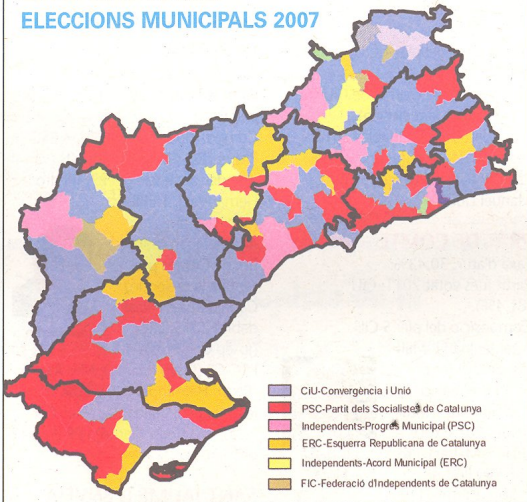 ELECCIONS MUNICIPALS 2007
CiU-Convergència i Unió
PSC-Partit dels Socialistes de Catalunya
Independents-Progrés Municipal (PSC)
ERC-Esquerra Republicana de Catalunya
Independents-Acord Municipal (ERC)
FIC-Federació d'Independents de Catalunya